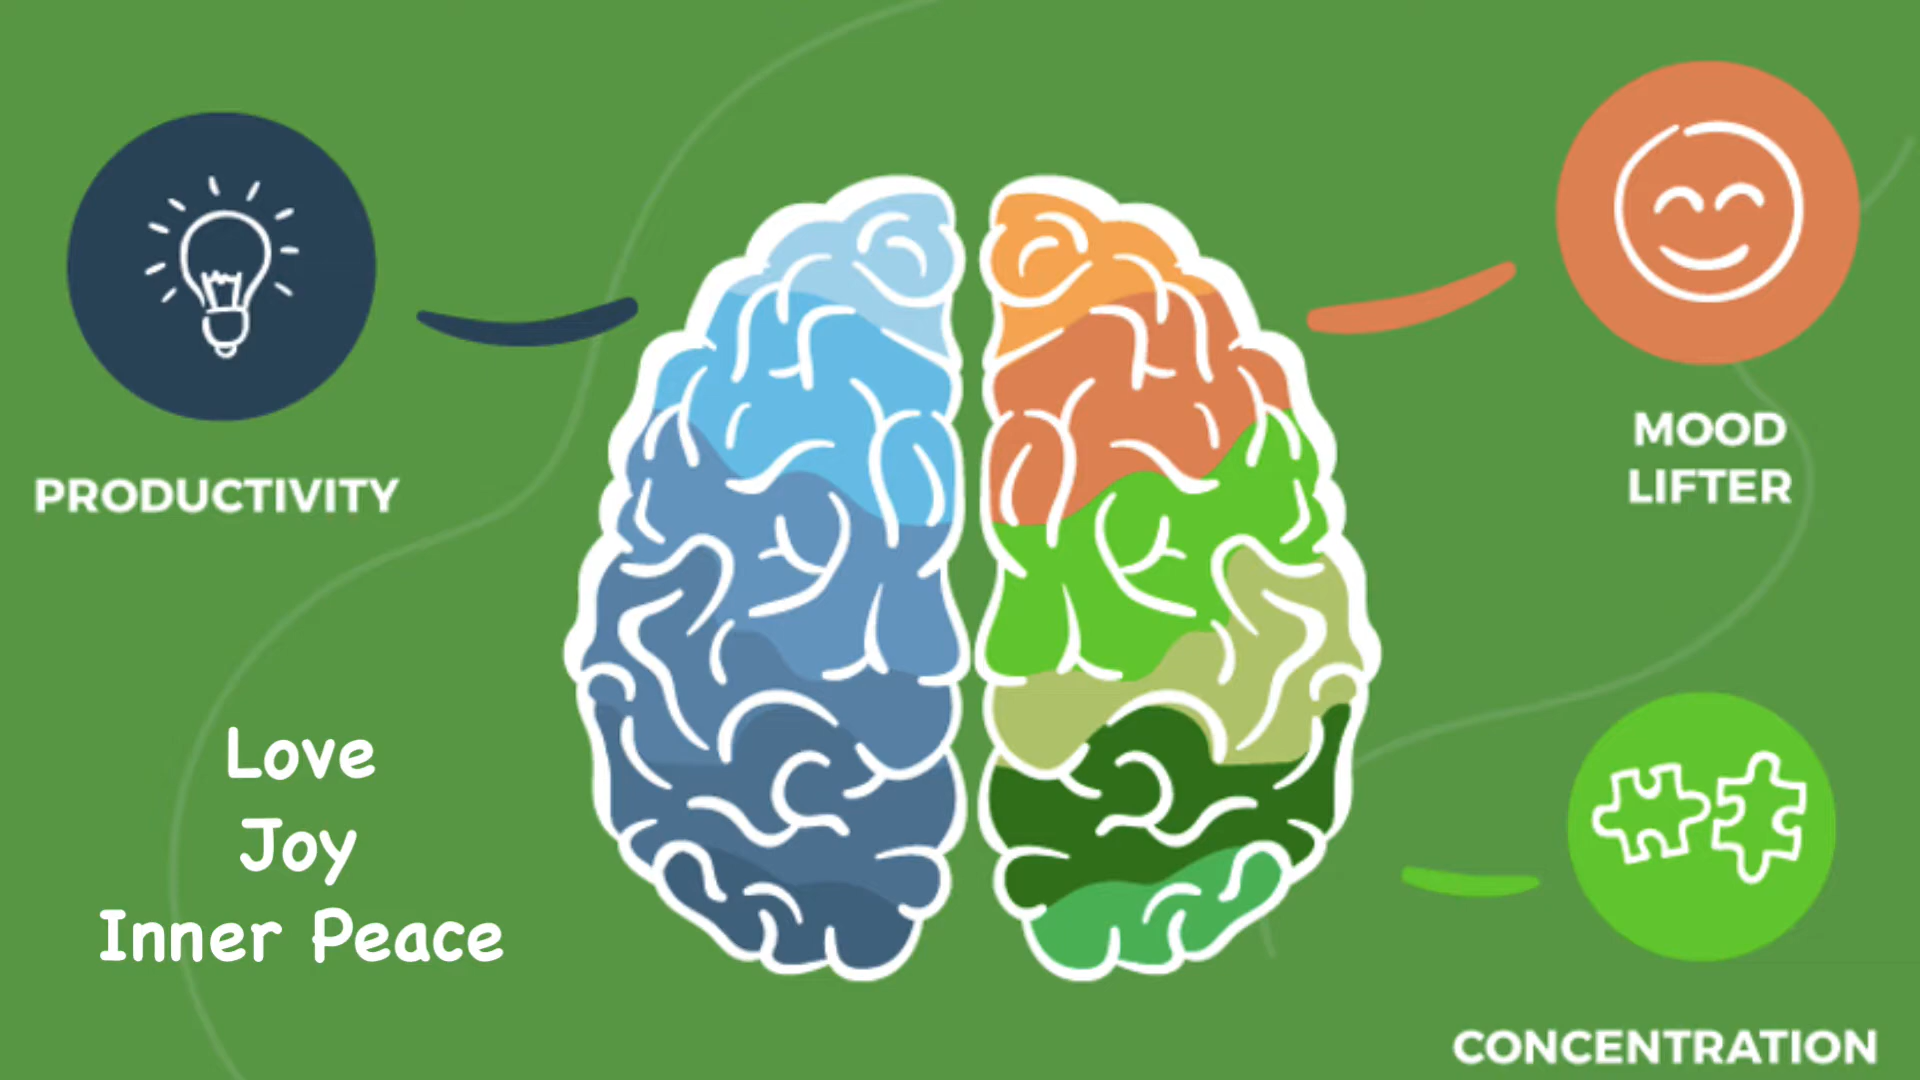 PRODUCTIVITY
MOOD
LIFTER
Love
Joy
Inner Peace
CONCENTRATION